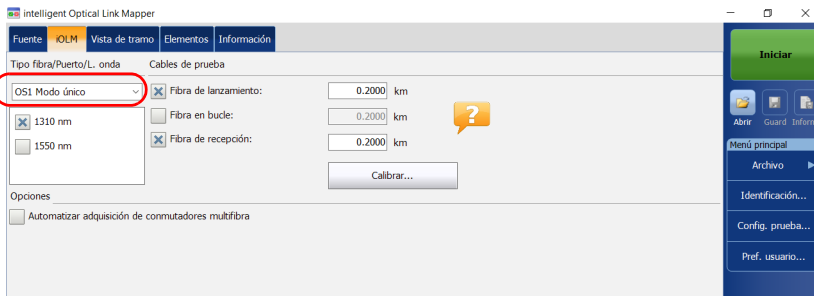 intelligent Optical Link Mapper
Fuente iOLM Vista de tramo Elementos Información
Tipo fibra/Puerto/L. onda Cables de prueba
OS1 Modo único
1310 nm
1550 nm
Fibra de lanzamiento: 0.2000 km
Fibra en bucle: 0.2000 km
Fibra de recepción: 0.2000 km
?
Calibrar...
Opciones
Automatizar adquisición de conmutadores multifibra
Iniciar
Abrir Guard Inform
Menú principal
Archivo
Identificación...
Config. prueba...
Pref. usuario...